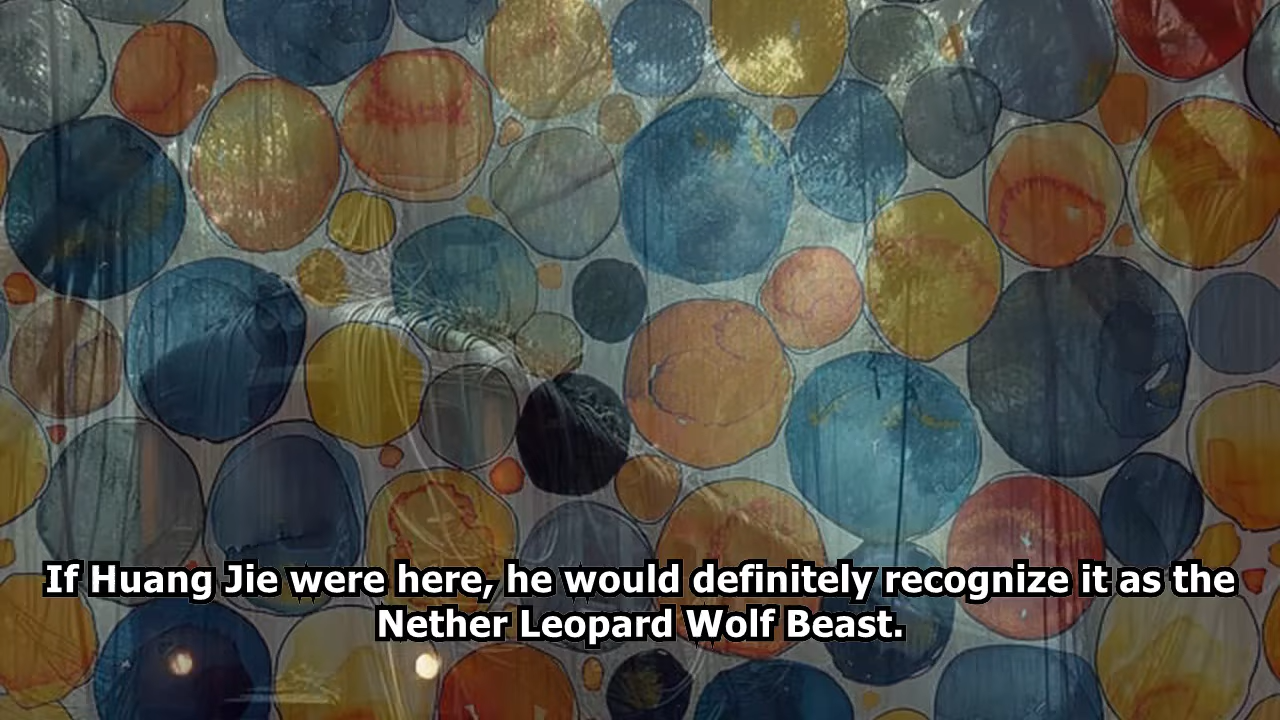 If Huang Jie were here, he would definitely recognize it as the
Nether Leopard Wolf Beast.